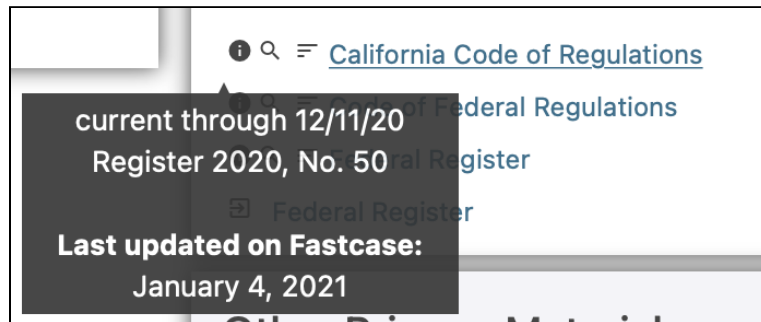 California Code of Regulations
Code of Federal Regulations
Federal Register
Federal Register
current through 12/11/20
Register 2020, No. 50
Last updated on Fastcase:
January 4, 2021